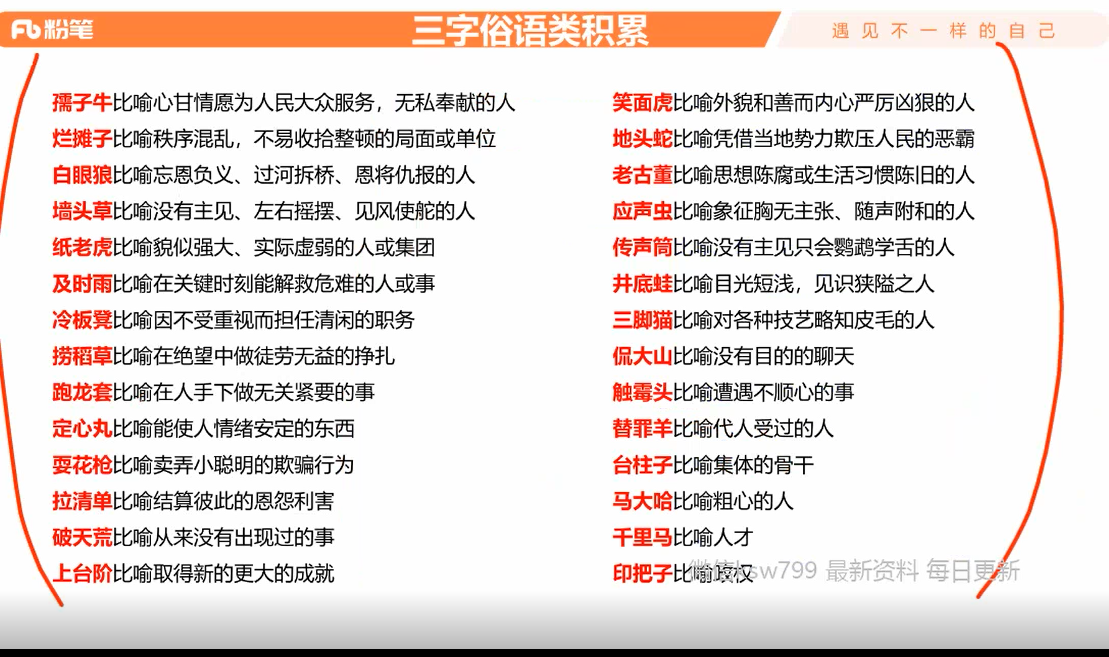 粉笔
三字俗语类积累
遇见不一样的自己
孺子牛比喻心甘情愿为人民大众服务，无私奉献的人
烂摊子比喻秩序混乱，不易收拾整顿的局面或单位
白眼狼比喻忘恩负义、过河拆桥、恩将仇报的人
墙头草比喻没有主见、左右摇摆、见风使舵的人
纸老虎比喻貌似强大、实际虚弱的人或集团
及时雨比喻在关键时刻能解救危难的人或事
冷板凳比喻因不受重视而担任清闲的职务
捞稻草比喻在绝望中做徒劳无益的挣扎
跑龙套比喻在人手下做无关紧要的事
定心丸比喻能使人情绪安定的东西
耍花枪比喻卖弄小聪明的欺骗行为
拉清单比喻结算彼此的恩怨利害
破天荒比喻从来没有出现过的事
上台阶比喻取得新的更大的成就
笑面虎比喻外貌和善而内心严厉凶狠的人
地头蛇比喻凭借当地势力欺压人民的恶霸
老古董比喻思想陈腐或生活习惯陈旧的人
应声虫比喻象征胸无主张、随声附和的人
传声筒比喻没有主见只会鹦鹉学舌的人
井底蛙比喻目光短浅，见识狭隘之人
三脚猫比喻对各种技艺略知皮毛的人
侃大山比喻没有目的的聊天
触霉头比喻遭遇不顺心的事
替罪羊比喻代人受过的人
台柱子比喻集体的骨干
马大哈比喻粗心的人
千里马比喻人才
印把子比喻政权
sw799 最新资料 每日更新